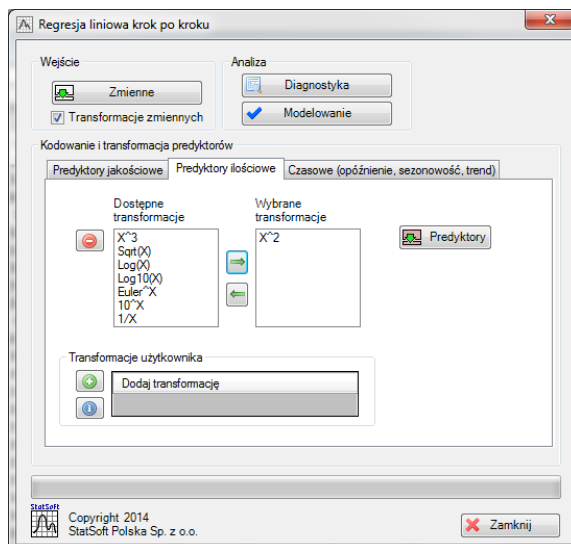 Regresja liniowa krok po kroku
Wejście
Zmienne
Transformacje zmiennych
Analiza
Diagnostyka
Modelowanie
Kodowanie i transformacja predyktorów
Predyktory jakościowe
Predyktory ilościowe
Czasowe (opóźnienie, sezonowość, trend)
Dostępne
transformacje
X^3
Sqrt(X)
Log(X)
Log10(X)
Euler^X
10^X
1/X
Wybrane
transformacje
X^2
Predyktory
Transformacje użytkownika
Dodaj transformację
StatSoft
Copyright 2014
StatSoft Polska Sp. z o.o.
Zamknij